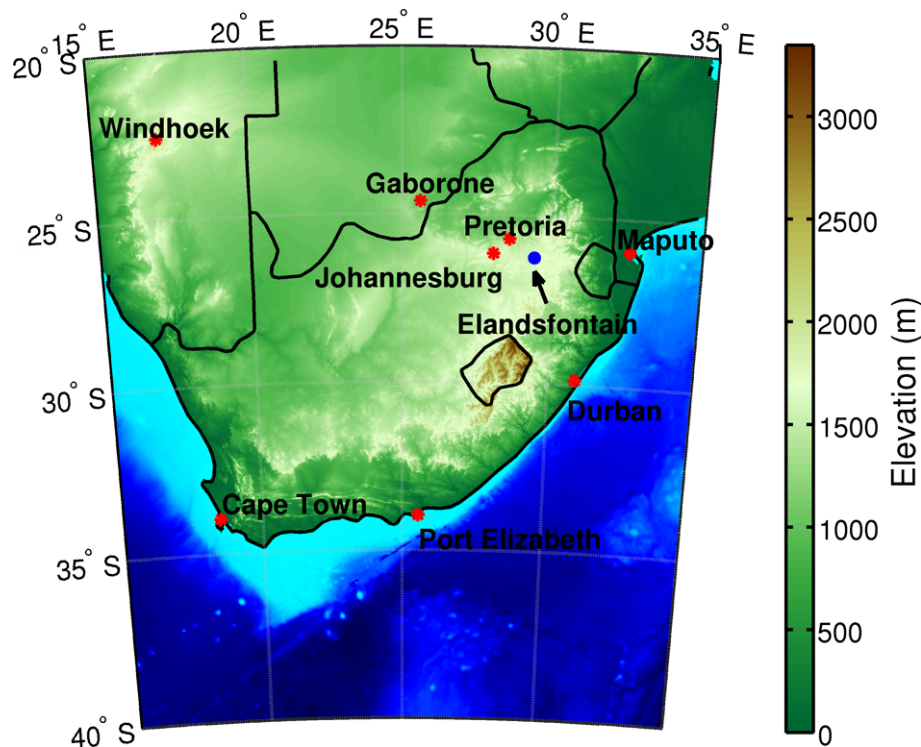 15° E
20° E
25° E
30° E
35° E
20° S
25° S
30° S
35° S
40° S
Windhoek
Gaborone
Pretoria
Maputo
Johannesburg
Elandsfontain
Durban
Cape Town
Port Elizabeth
3000
2500
2000
1500
1000
500
0
Elevation (m)